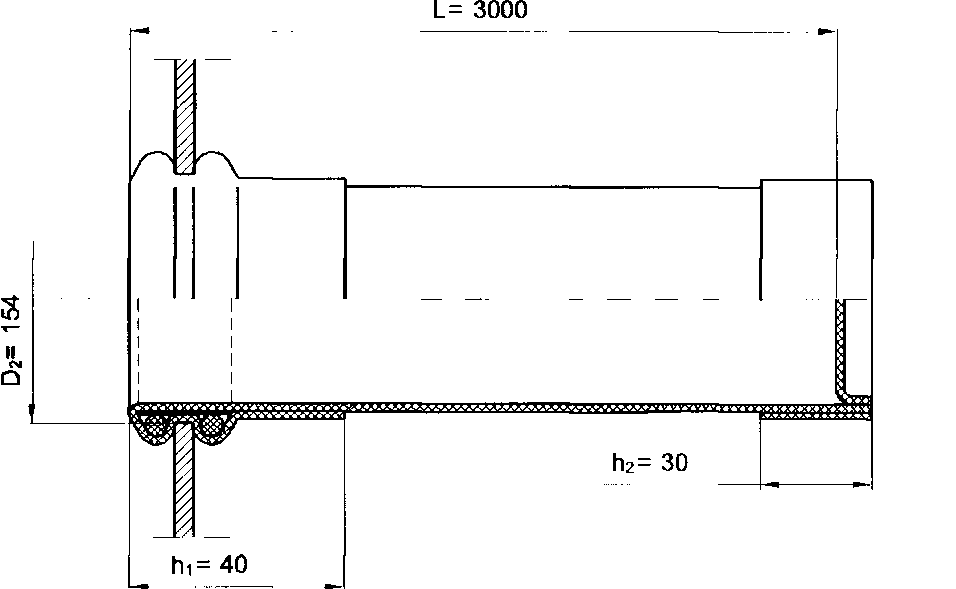 L= 3000
D₂= 154
h₂= 30
h₁= 40